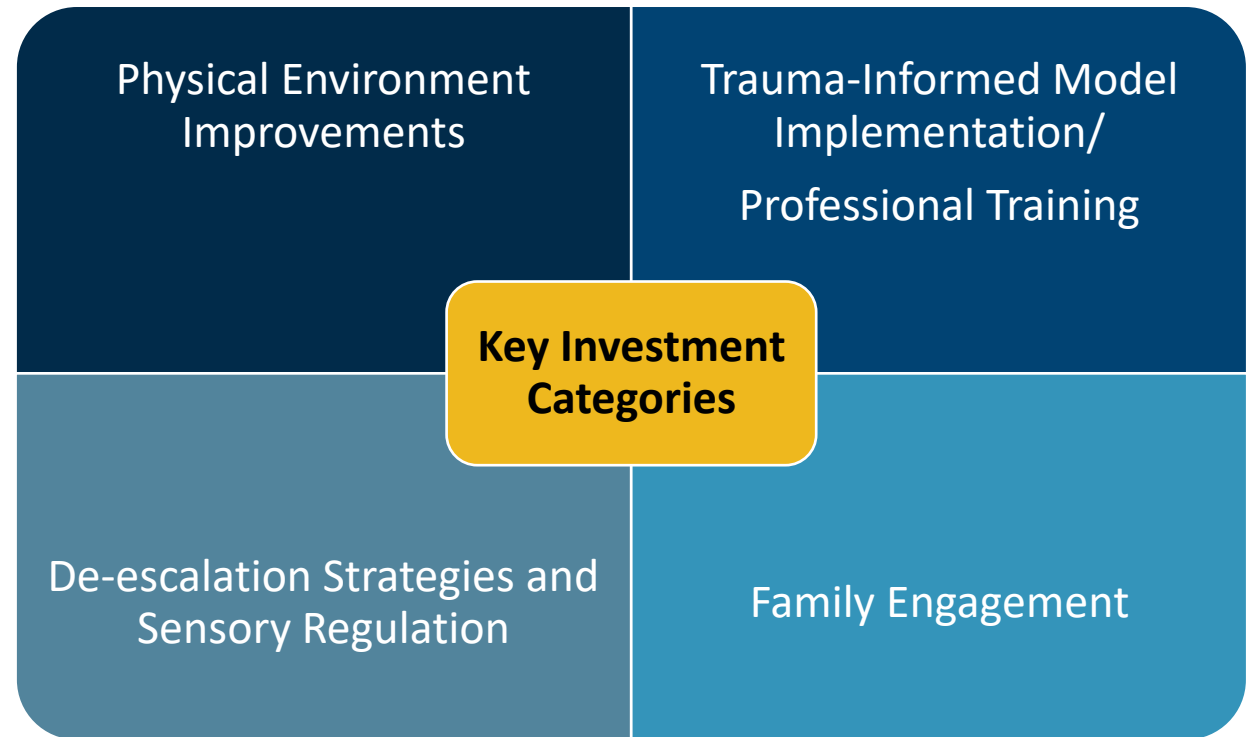 Physical Environment
Improvements
Trauma-Informed Model
Implementation/
Professional Training
Key Investment
Categories
De-escalation Strategies and
Sensory Regulation
Family Engagement